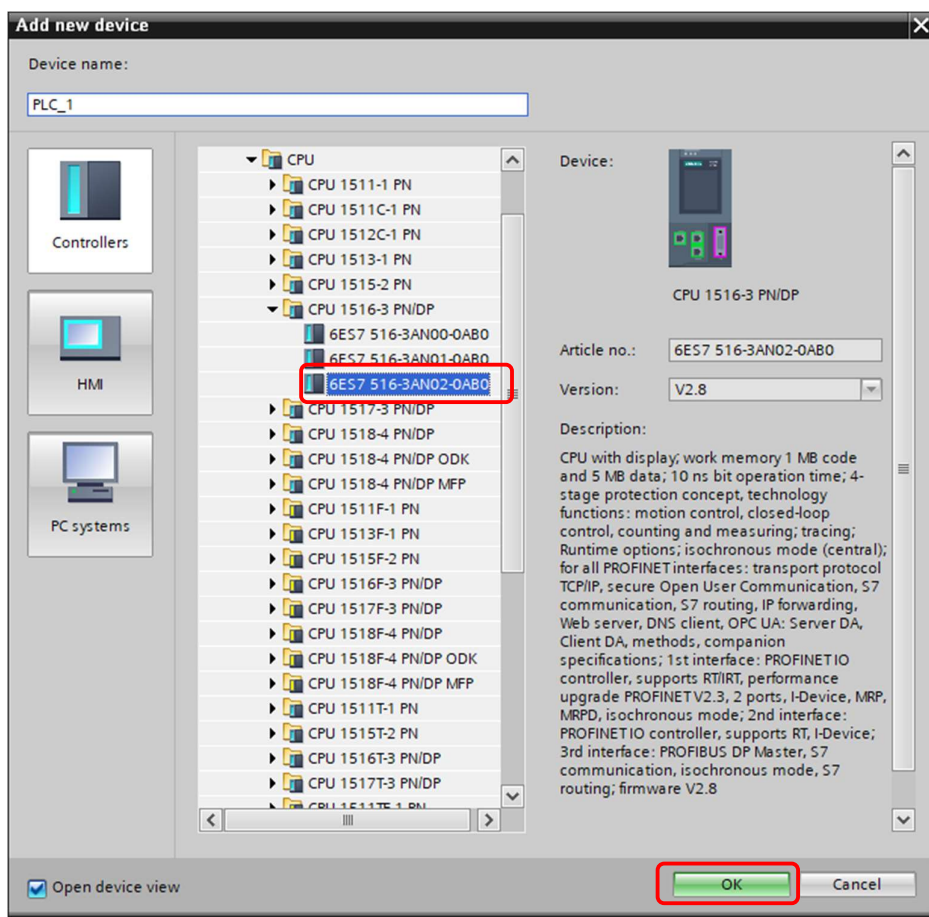 Add new device
Device name:
PLC_1
Controllers
HMI
PC systems
CPU
CPU 1511-1 PN
CPU 1511C-1 PN
CPU 1512C-1 PN
CPU 1513-1 PN
CPU 1515-2 PN
CPU 1516-3 PN/DP
6ES7 516-3AN00-0AB0
6ES7 516-3AN01-0AB0
6ES7 516-3AN02-0AB0
CPU 1517-3 PN/DP
CPU 1518-4 PN/DP
CPU 1518-4 PN/DP ODK
CPU 1518-4 PN/DP MFP
CPU 1511F-1 PN
CPU 1513F-1 PN
CPU 1515F-2 PN
CPU 1516F-3 PN/DP
CPU 1517F-3 PN/DP
CPU 1518F-4 PN/DP
CPU 1518F-4 PN/DP ODK
CPU 1518F-4 PN/DP MFP
CPU 1511T-1 PN
CPU 1515T-2 PN
CPU 1516T-3 PN/DP
CPU 1517T-3 PN/DP
CPU 1511TF-1 PN
Device:
CPU 1516-3 PN/DP
Article no.: 6ES7 516-3AN02-0AB0
Version: V2.8
Description:
CPU with display; work memory 1 MB code
and 5 MB data; 10 ns bit operation time; 4-
stage protection concept, technology
functions: motion control, closed-loop
control, counting and measuring; tracing;
Runtime options; isochronous mode (central);
for all PROFINET interfaces: transport protocol
TCP/IP, secure Open User Communication, S7
communication, S7 routing, IP forwarding,
Web server, DNS client, OPC UA: Server DA,
Client DA, methods, companion
specifications; 1st interface: PROFINET IO
controller, supports RT/IRT, performance
upgrade PROFINET V2.3, 2 ports, I-Device, MRP,
MRPD, isochronous mode; 2nd interface:
PROFINET IO controller, supports RT, I-Device;
3rd interface: PROFIBUS DP Master, S7
communication, isochronous mode, S7
routing; firmware V2.8
Open device view
OK
Cancel